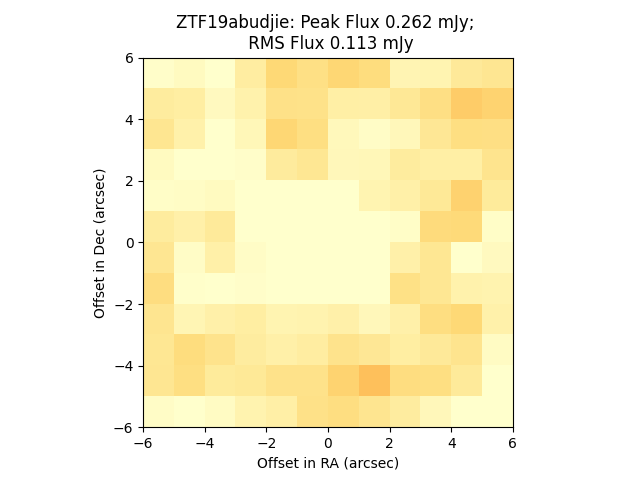 ZTF19abudjie: Peak Flux 0.262 mJy;
RMS Flux 0.113 mJy
6
4
2
0
−2
−4
−6
Offset in Dec (arcsec)
−6 −4 −2 0 2 4 6
Offset in RA (arcsec)